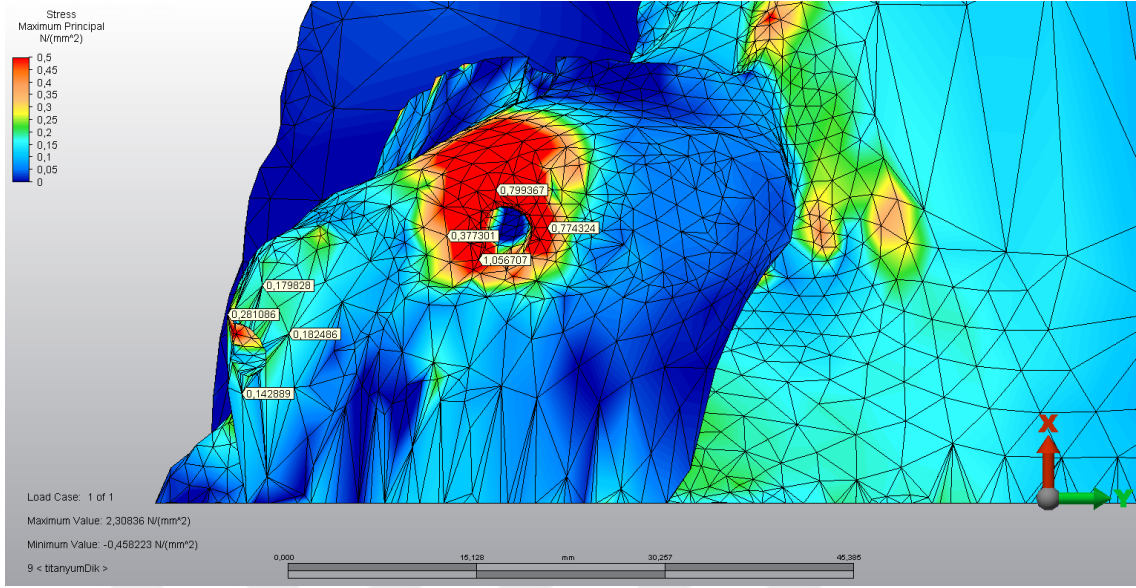 Stress
Maximum Principal
N/(mm^2)
0,5
0,45
0,4
0,35
0,3
0,25
0,2
0,15
0,1
0,05
0
0,799367
0,377301
0,774324
1,056707
0,179828
0,281086
0,182486
0,142889
X
Y
Load Case: 1 of 1
Maximum Value: 2,30836 N/(mm^2)
Minimum Value: -0,458223 N/(mm^2)
0,000 15,128 mm 30,257 45,385
9 < titanyumDik >